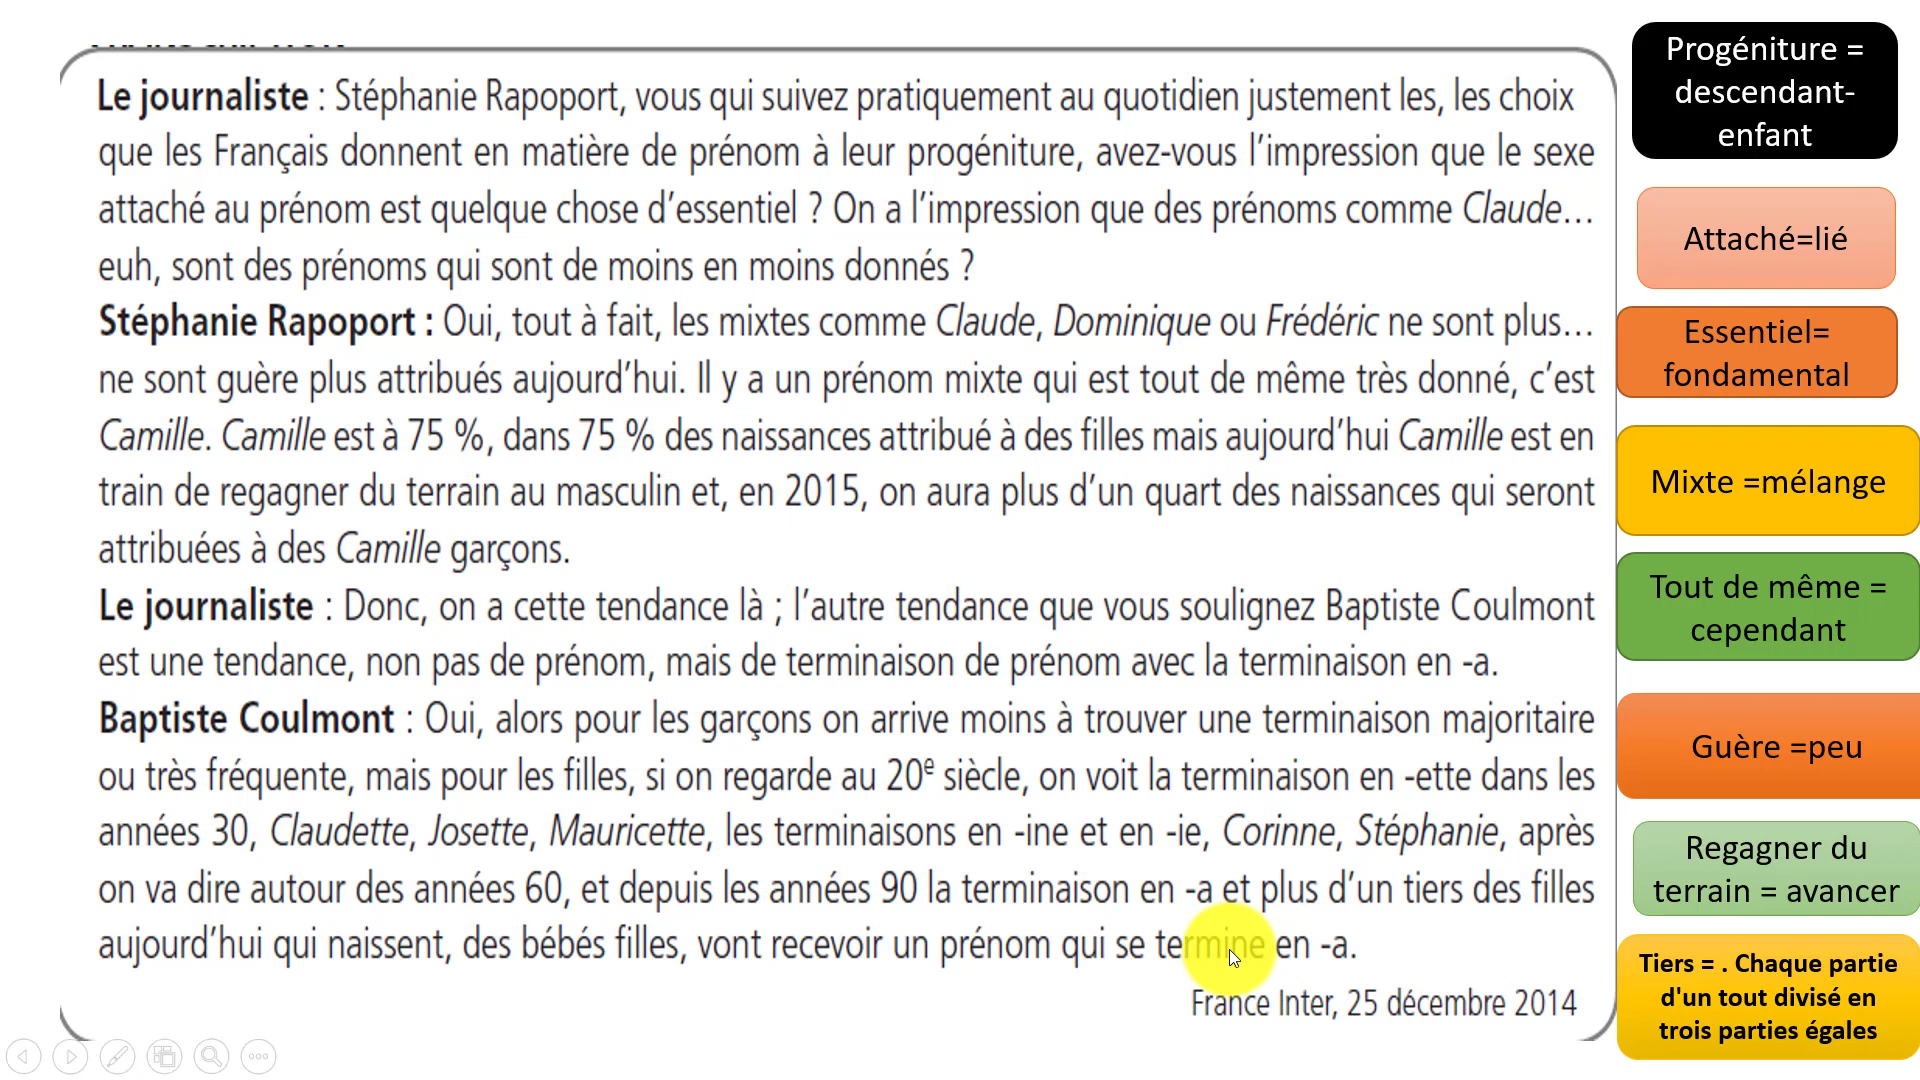 Le journaliste : Stéphanie Rapoport, vous qui suivez pratiquement au quotidien justement les, les choix
que les Français donnent en matière de prénom à leur progéniture, avez-vous l'impression que le sexe
attaché au prénom est quelque chose d'essentiel ? On a l'impression que des prénoms comme Claude…
euh, sont des prénoms qui sont de moins en moins donnés ?
Stéphanie Rapoport : Oui, tout à fait, les mixtes comme Claude, Dominique ou Frédéric ne sont plus…
ne sont guère plus attribués aujourd'hui. Il y a un prénom mixte qui est tout de même très donné, c'est
Camille. Camille est à 75 %, dans 75 % des naissances attribué à des filles mais aujourd'hui Camille est en
train de regagner du terrain au masculin et, en 2015, on aura plus d'un quart des naissances qui seront
attribuées à des Camille garçons.
Le journaliste : Donc, on a cette tendance là ; l'autre tendance que vous soulignez Baptiste Coulmont
est une tendance, non pas de prénom, mais de terminaison de prénom avec la terminaison en -a.
Baptiste Coulmont : Oui, alors pour les garçons on arrive moins à trouver une terminaison majoritaire
ou très fréquente, mais pour les filles, si on regarde au 20e siècle, on voit la terminaison en -ette dans les
années 30, Claudette, Josette, Mauricette, les terminaisons en -ine et en -ie, Corinne, Stéphanie, après
on va dire autour des années 60, et depuis les années 90 la terminaison en -a et plus d'un tiers des filles
aujourd'hui qui naissent, des bébés filles, vont recevoir un prénom qui se termine en -a.
France Inter, 25 décembre 2014
Progéniture =
descendant-
enfant
Attaché=lié
Essentiel=
fondamental
Mixte =mélange
Tout de même =
cependant
Guère =peu
Regagner du
terrain = avancer
Tiers = . Chaque partie
d'un tout divisé en
trois parties égales